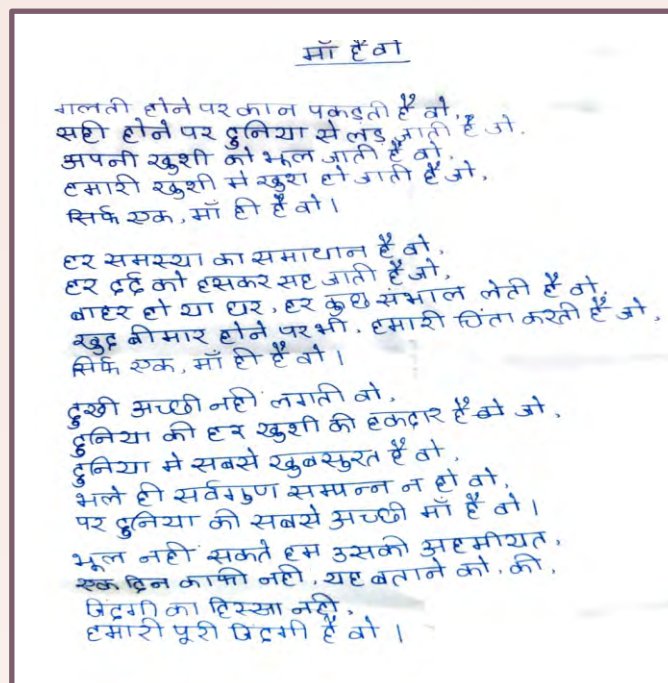 माँ है वो
गलती होने पर कान पकड़ती है वो,
सही होने पर दुनिया से लड़ जाती है जो.
अपनी खुशी को भूल जाती है वो,
हमारी खुशी मे खुश हो जाती है जो,
सिर्फ एक, माँ ही है वो।
हर समस्या का समाधान है वो,
हर दर्द को हसकर सह जाती है जो,
बाहर हो या घर, हर कुछ संभाल लेती है वो,
खुद बीमार होने पर भी, हमारी चिंता करती है जो,
सिर्फ एक, माँ ही है वो।
दुखी अच्छी नही लगती वो,
दुनिया की हर खुशी की हकदार है जो,
दुनिया मे सबसे खुबसुरत है वो,
भले ही सर्वगुण सम्पन्न न हो वो,
पर दुनिया की सबसे अच्छी माँ है वो।
भूल नही सकते हम उसकी अहमीयत,
एक दिन काफी नही, यह बताने को, की,
जिंदगी का हिस्सा नही,
हमारी पूरी जिंदगी है वो।